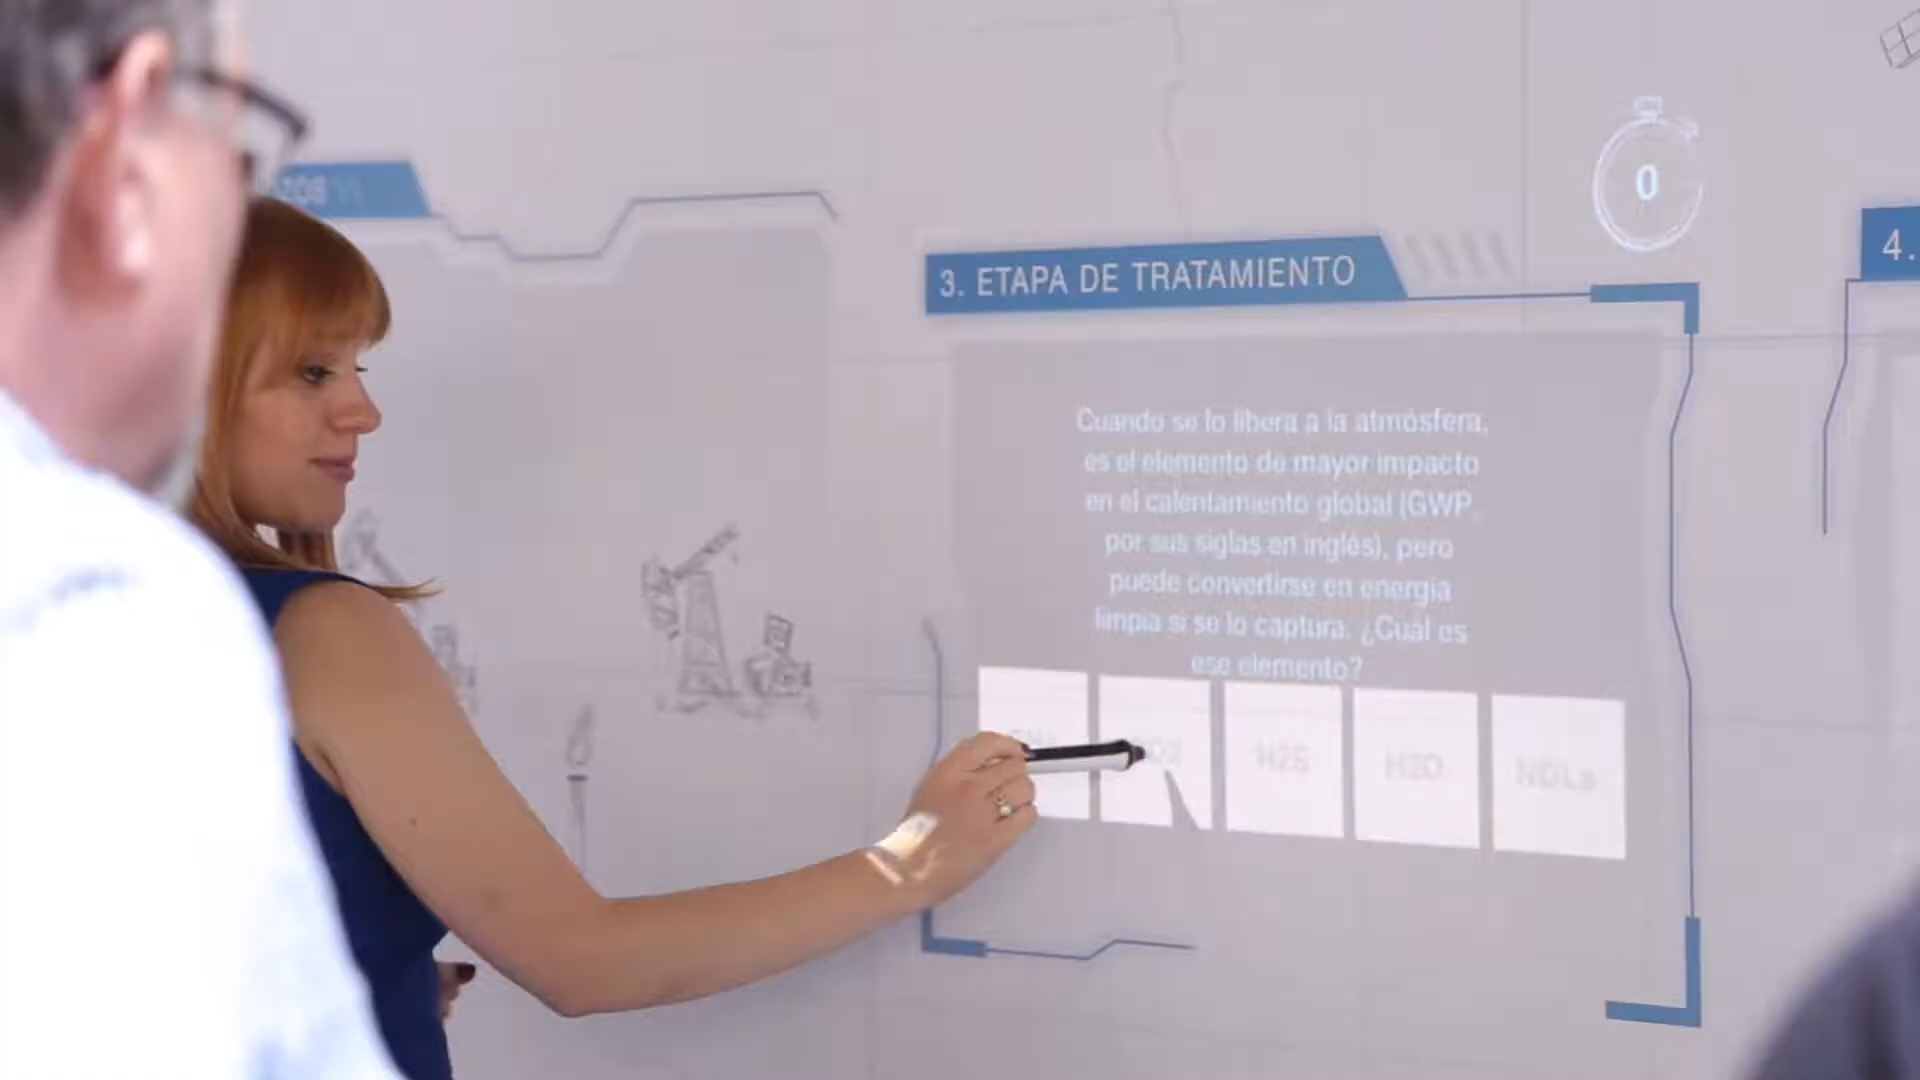 0
4.
3. ETAPA DE TRATAMIENTO
Cuando se lo libera a la atmósfera,
es el elemento de mayor impacto
en el calentamiento global (GWP,
por sus siglas en inglés), pero
puede convertirse en energía
limpia si se lo captura. ¿Cuál es
ese elemento?
H2S
H2O